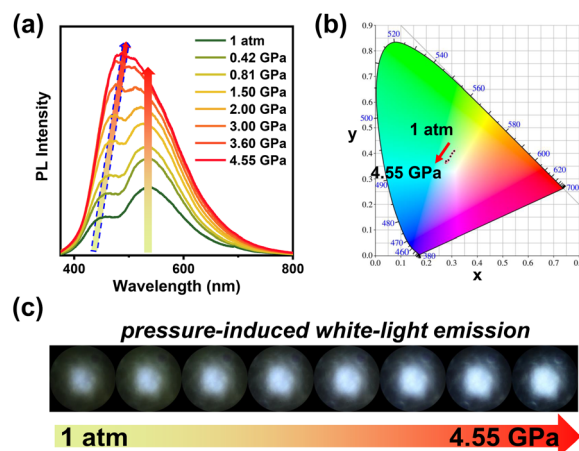 (a)
PL Intensity
1 atm
0.42 GPa
0.81 GPa
1.50 GPa
2.00 GPa
3.00 GPa
3.60 GPa
4.55 GPa
400 600 800
Wavelength (nm)
(b)
0.9
0.8
0.7
0.6
0.5
0.4
0.3
0.2
0.1
0.0
y
520
540
560
500
580
600
620
700
490
480
470
460
380
1 atm
4.55 GPa
0.0 0.1 0.2 0.3 0.4 0.5 0.6 0.7 0.8
x
(c)
pressure-induced white-light emission
1 atm 4.55 GPa